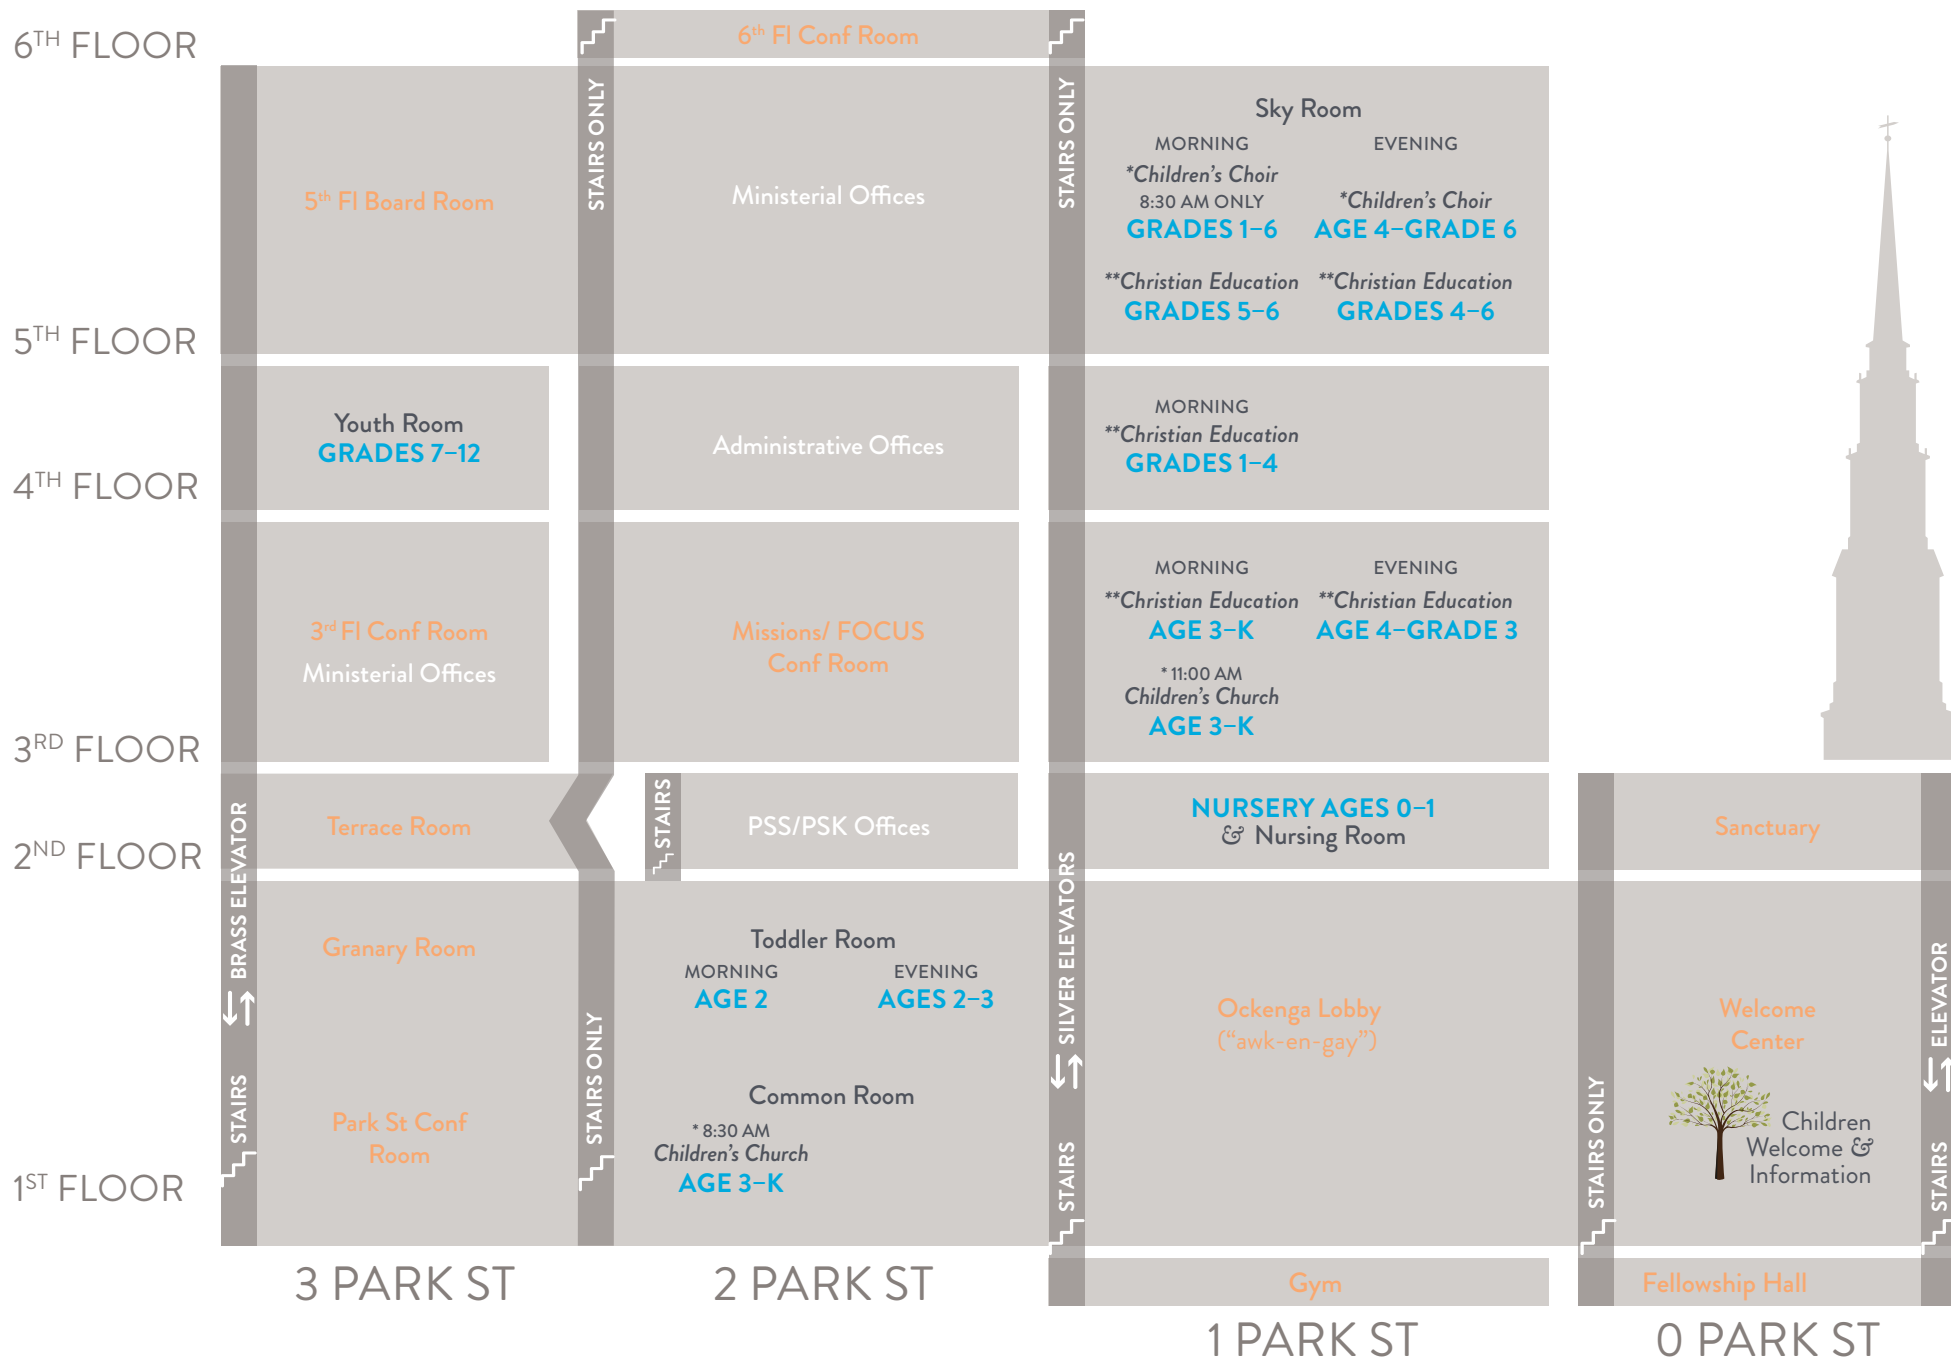 6TH FLOOR
6th Fl Conf Room
STAIRS ONLY
STAIRS ONLY
5th Fl Board Room
Ministerial Offices
Sky Room
MORNING
*Children's Choir
8:30 AM ONLY
GRADES 1–6
**Christian Education
GRADES 5–6
EVENING
*Children's Choir
AGE 4–GRADE 6
**Christian Education
GRADES 4–6
5TH FLOOR
Youth Room
GRADES 7–12
Administrative Offices
MORNING
**Christian Education
GRADES 1–4
4TH FLOOR
3rd Fl Conf Room
Ministerial Offices
Missions/ FOCUS
Conf Room
MORNING
**Christian Education
AGE 3–K
* 11:00 AM
Children's Church
AGE 3–K
EVENING
**Christian Education
AGE 4–GRADE 3
3RD FLOOR
BRASS ELEVATOR
Terrace Room
STAIRS
PSS/PSK Offices
NURSERY AGES 0–1
& Nursing Room
Sanctuary
2ND FLOOR
Granary Room
Toddler Room
MORNING
AGE 2
EVENING
AGES 2–3
SILVER ELEVATORS
Ockenga Lobby
("awk-en-gay")
Welcome
Center
ELEVATOR
STAIRS
Park St Conf
Room
STAIRS ONLY
Common Room
* 8:30 AM
Children's Church
AGE 3–K
STAIRS
STAIRS ONLY
Children
Welcome &
Information
STAIRS
1ST FLOOR
3 PARK ST
2 PARK ST
Gym
Fellowship Hall
1 PARK ST
0 PARK ST